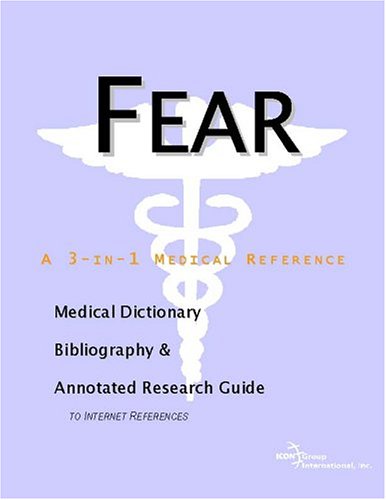 FEAR
A 3-IN-1 MEDICAL REFERENCE
Medical Dictionary
Bibliography &
Annotated Research Guide
TO INTERNET REFERENCES
ICON Group
International, Inc.